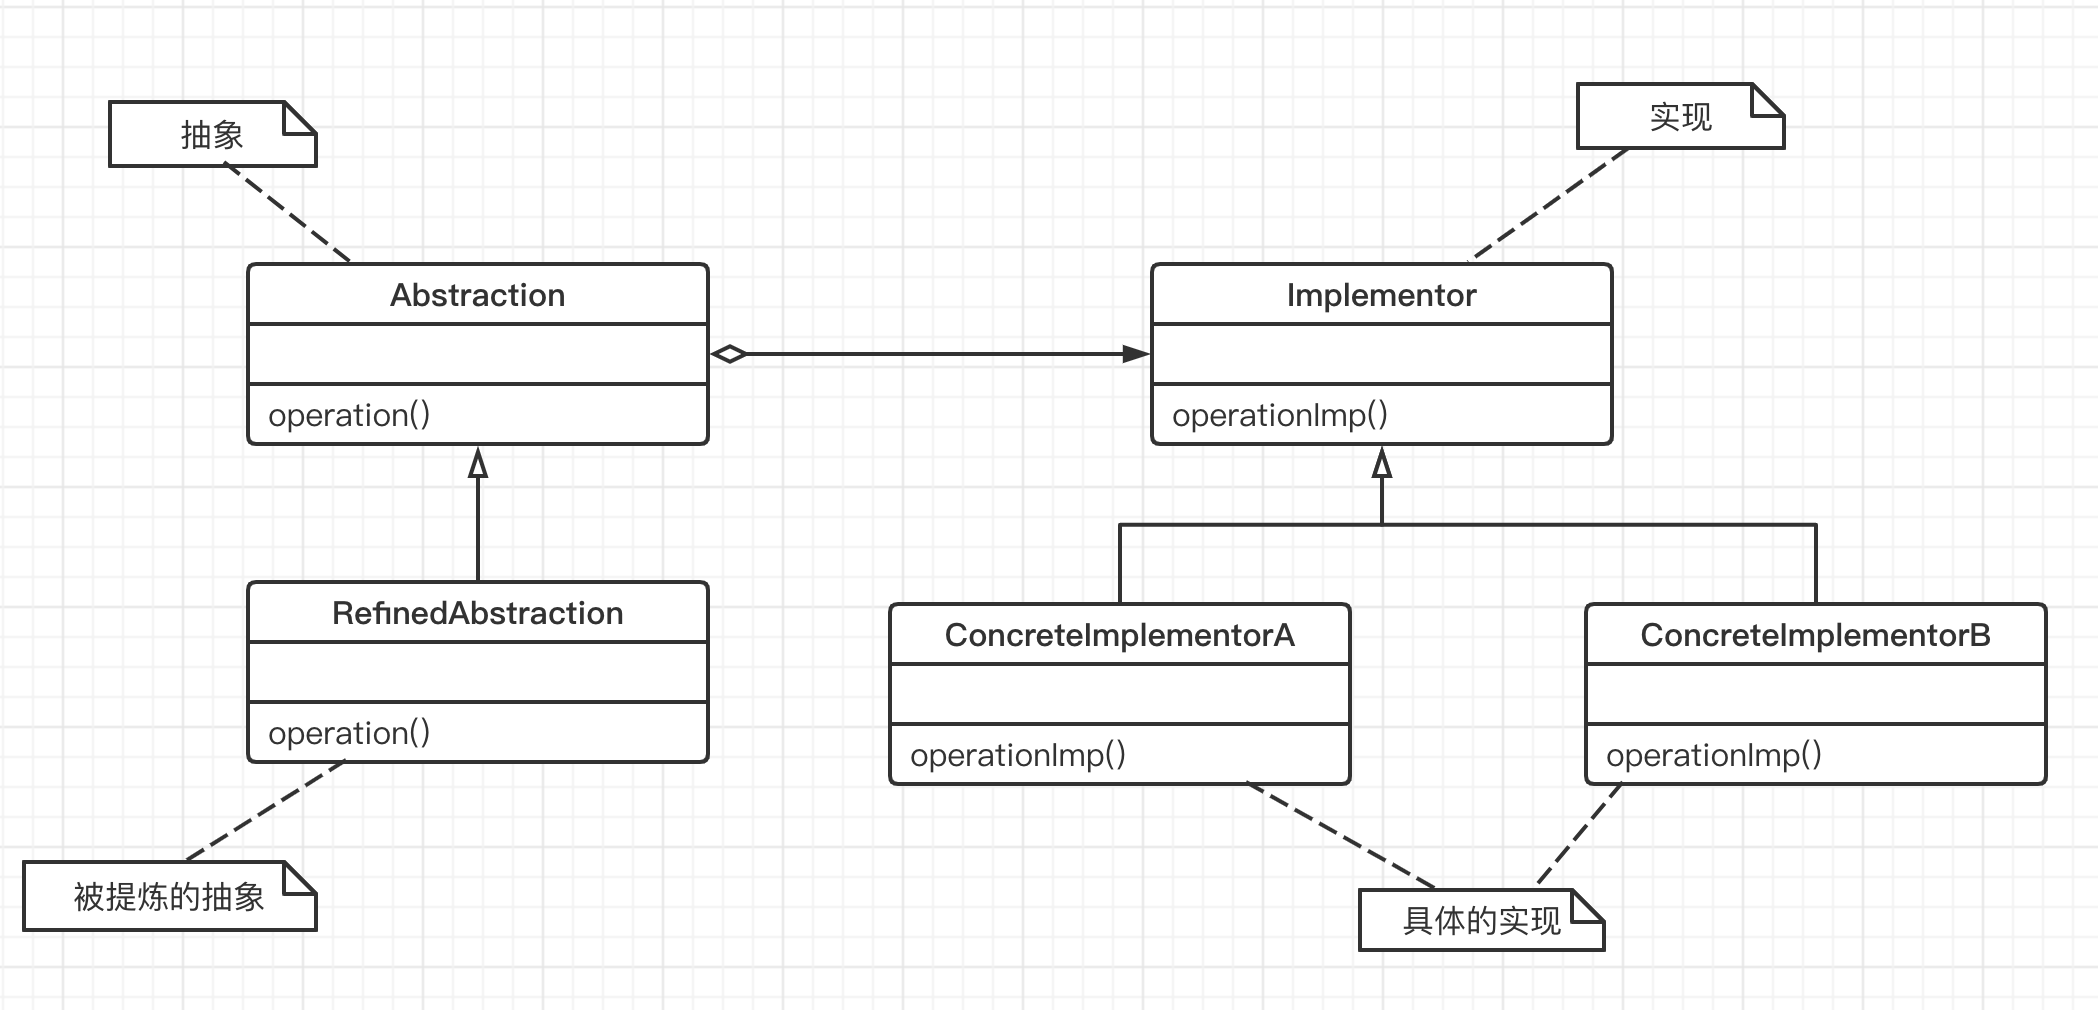 抽象
实现
Abstraction
operation()
Implementor
operationImp()
RefinedAbstraction
operation()
ConcreteImplementorA
operationImp()
ConcreteImplementorB
operationImp()
被提炼的抽象
具体的实现